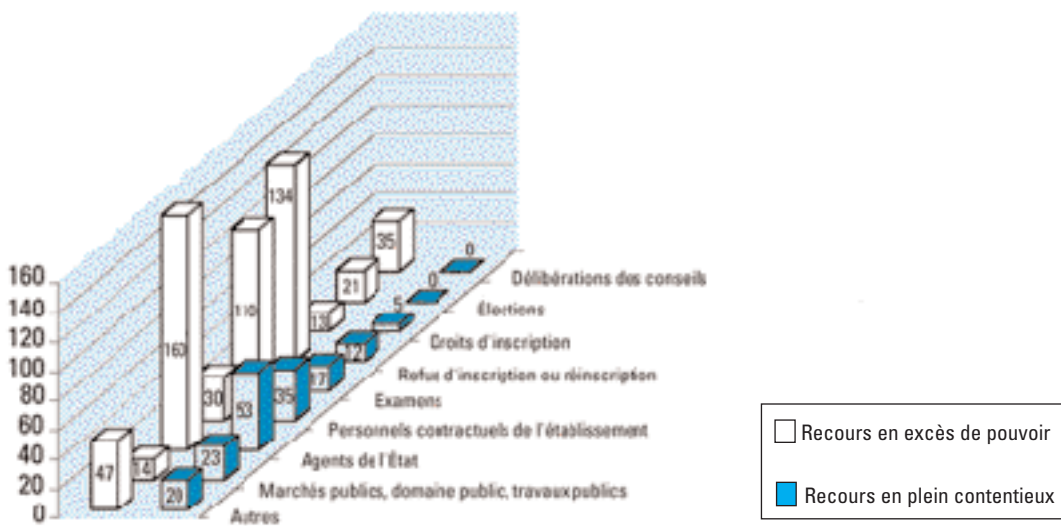 134
35
0
Délibérations des conseils
0
Élections
21
5
Droits d'inscription
13
12
Refus d'inscription ou réinscription
110
17
Examens
160
30
53
35
Personnels contractuels de l'établissement
Agents de l'État
14
23
Marchés publics, domaine public, travaux publics
47
20
Autres
160
140
120
100
80
60
40
20
0
Recours en excès de pouvoir
Recours en plein contentieux